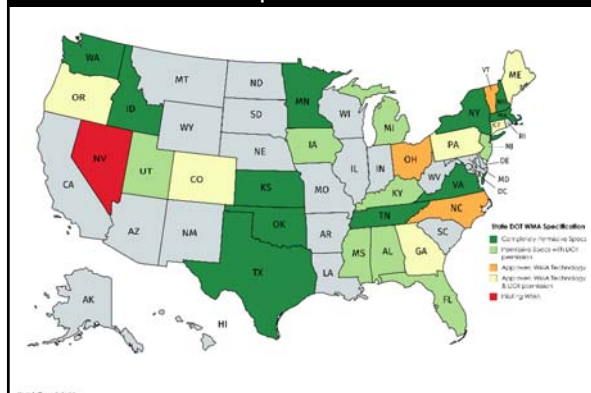 WA
MT
ND
MN
VT
ME
OR
ID
SD
WI
MI
NY
WY
RI
NE
IA
PA
NJ
NV
UT
CO
IL
IN
OH
DE
CA
KS
MO
KY
WV
VA
MD
DC
AZ
NM
OK
AR
TN
NC
SC
TX
LA
MS
AL
GA
FL
AK
HI
State DOT WMA Specification
Completely Permissive Specs
Permissive Specs with DOT
permission
Approved WMA Technology
Approved WMA Technology
& DOT permission
WMA